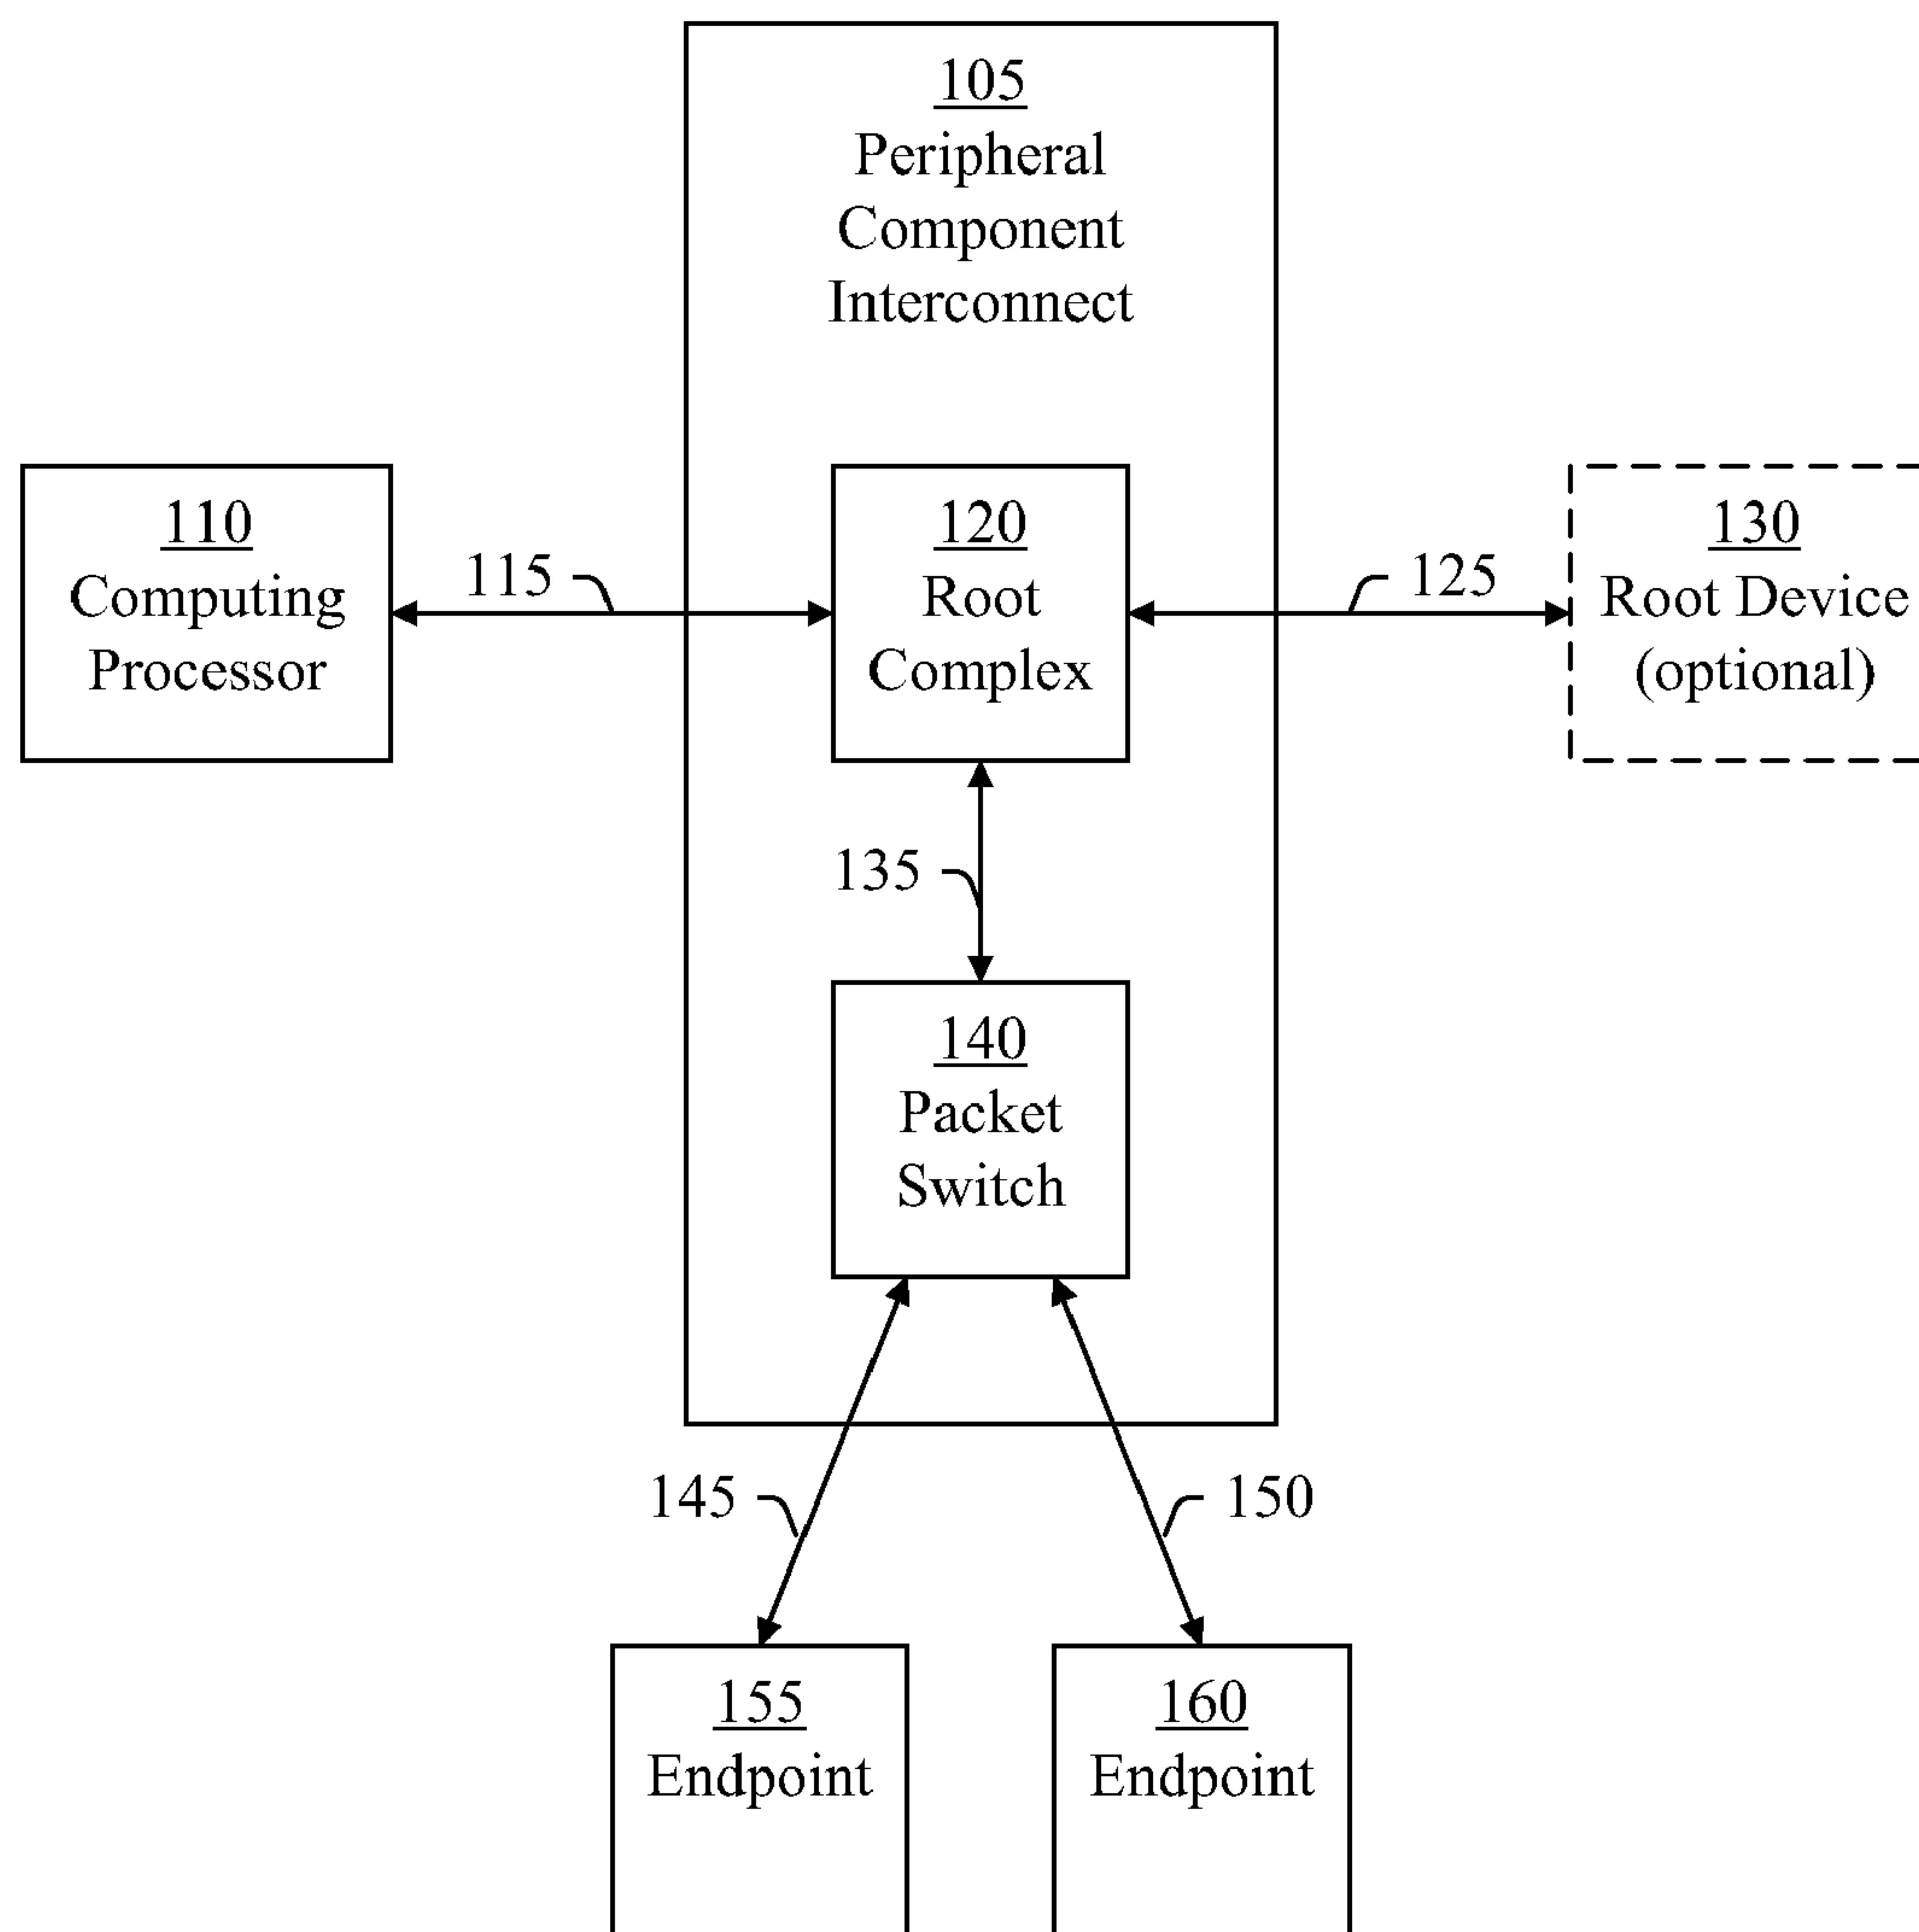 105
Peripheral
Component
Interconnect
110
Computing
Processor
115
120
Root
Complex
125
130
Root Device
(optional)
135
140
Packet
Switch
145
150
155
Endpoint
160
Endpoint